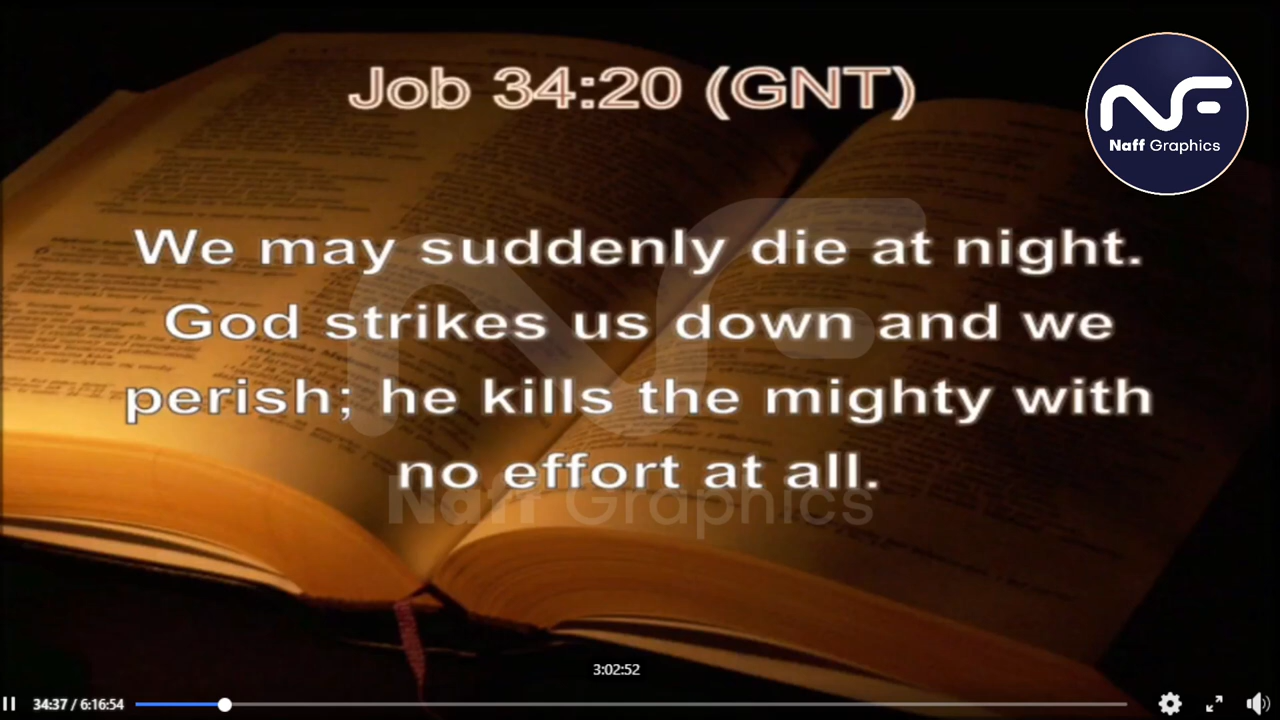 Job 34:20 (GNT)
NF
Naff Graphics
We may suddenly die at night.
God strikes us down and we
perish; he kills the mighty with
no effort at all.
Naff Graphics
3:02:52
34:37 / 6:16:54